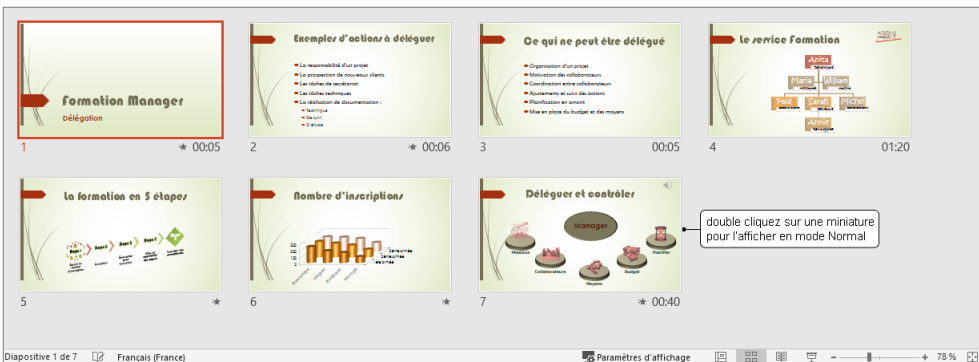 Formation Manager
Délégation
1
00:05
Exemples d'actions à déléguer
La responsabilité d'un projet
La prospection de nouveaux clients
Les tâches de secrétariat
Les tâches techniques
La réalisation de documentation :
Technique
De suivi
D'étude
2
00:06
Ce qui ne peut être délégué
Organisation d'un projet
Motivation des collaborateurs
Coordination entre collaborateurs
Ajustements et suivi des actions
Planification en amont
Mise en place du budget et des moyens
3
00:05
Le service Formation
Anita
Maria
William
Paul
Sarah
Michel
Annie
4
01:20
La formation en 5 étapes
5
Nombre d'inscriptions
6
Déléguer et contrôler
Manager
Missions
Collaborateurs
Moyens
Budget
Planifier
7
00:40
double cliquez sur une miniature
pour l'afficher en mode Normal
Diapositive 1 de 7
Français (France)
Paramètres d'affichage
78 %